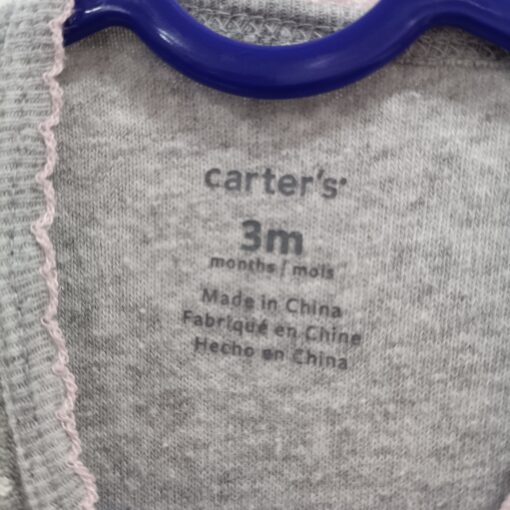 carter's
3m
months / mois
Made in China
Fabriqué en Chine
Hecho en China